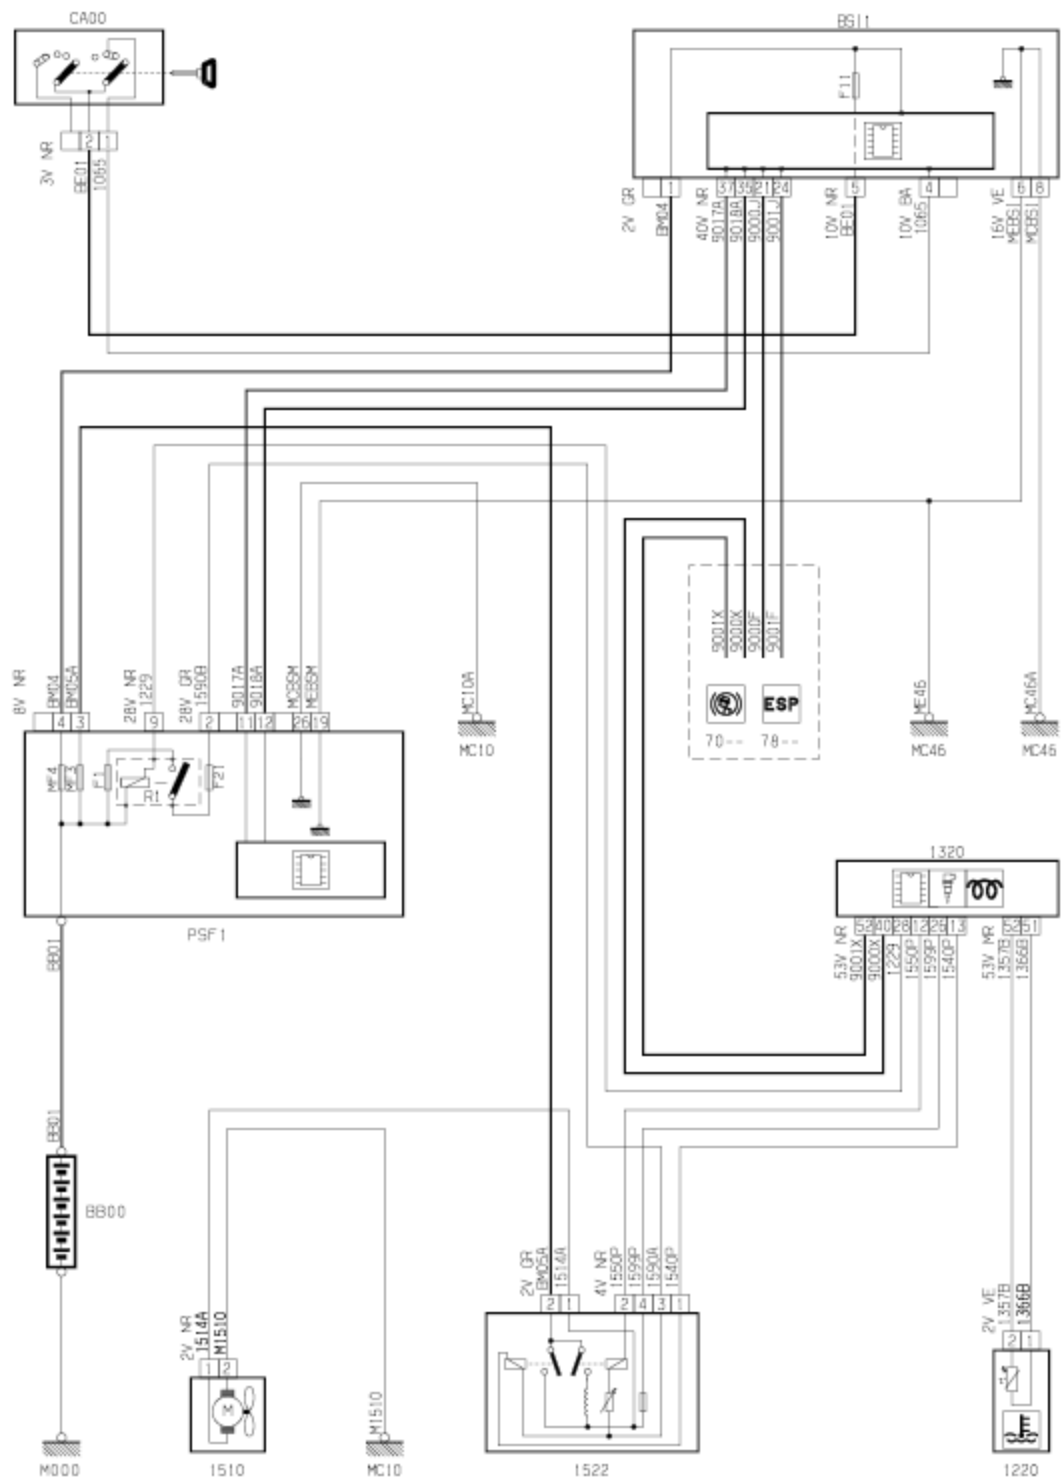 CA00
BSI1
F11
2 1
3V NR
BE01
1065
1
37 35 21 24
5
4
6 8
2V GR
BM04
40V NR
9017A
9018A
9000J
9001J
10V NR
BE01
10V BA
1065
16V VE
MEBSI
MCBSI
9001X
9000X
9000F
9001F
ESP
70-- 78--
8V NR
BM04
BM05A
28V NR
1229
28V GR
1590B
9017A
9018A
MCBSM
MEBSM
MC10A
ME46
MC46A
4 3
9
2
11 12
26 19
MC10
MC46
MC46
MF4
MF3
F1
R1
F21
PSF1
1320
52 40 28 12 26 13
52 51
53V NR
9001X
9000X
1229
1550P
1599P
1540P
53V MR
1357B
1366B
BB01
BB01
BB00
2V GR
BM05A
1514A
4V NR
1550P
1599P
1590A
1540P
2 1
2 4 3 1
2V NR
1514A
M1510
1 2
M
M1510
2V VE
1357B
1366B
2 1
M000
1510
MC10
1522
1220